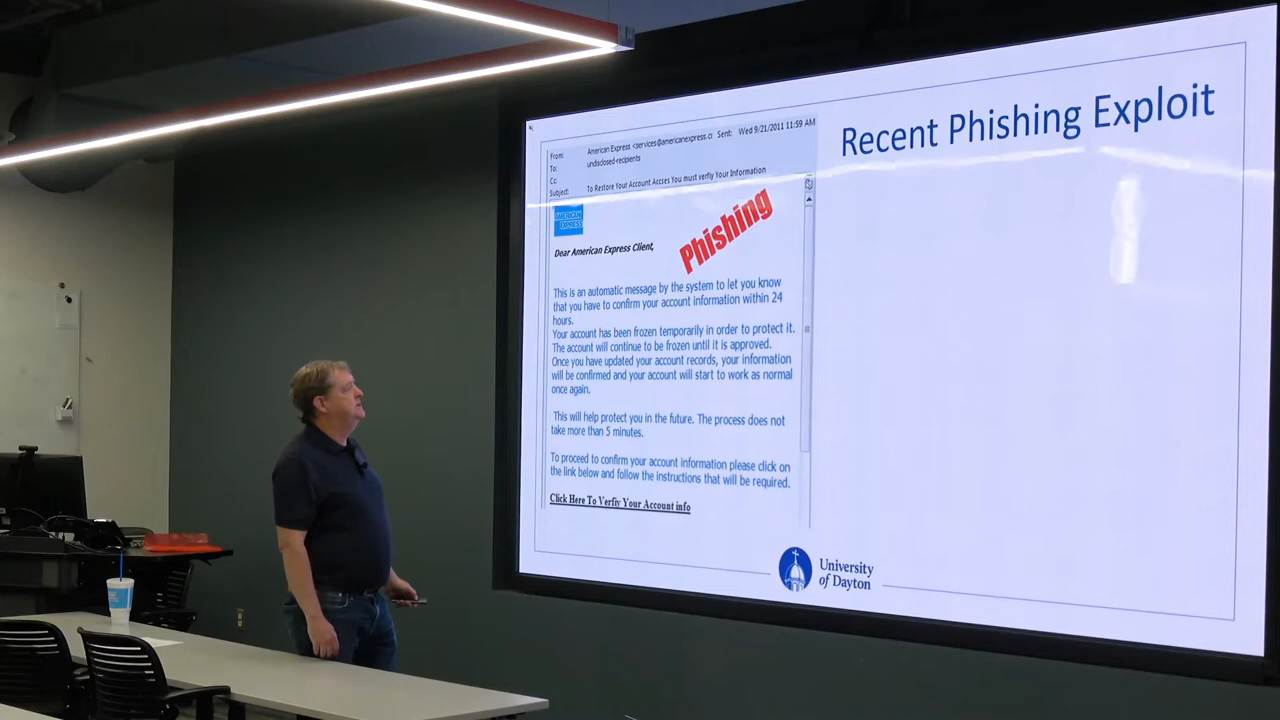 Recent Phishing Exploit
From: American Express <services@americanexpress.c Sent: Wed 9/21/2011 11:59 AM
To: undisclosed-recipients
Cc:
Subject: To Restore Your Account Accses You must verfiy Your Information
AMERICAN
EXPRESS
Phishing
Dear American Express Client,
This is an automatic message by the system to let you know
that you have to confirm your account information within 24
hours.
Your account has been frozen temporarily in order to protect it.
The account will continue to be frozen until it is approved.
Once you have updated your account records, your information
will be confirmed and your account will start to work as normal
once again.
This will help protect you in the future. The process does not
take more than 5 minutes.
To proceed to confirm your account information please click on
the link below and follow the instructions that will be required.
Click Here To Verfiy Your Account info
University
of Dayton